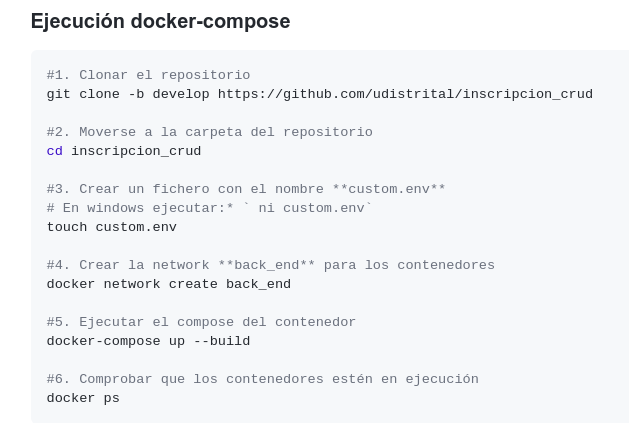 Ejecución docker-compose
#1. Clonar el repositorio
git clone -b develop https://github.com/udistrital/inscripcion_crud
#2. Moverse a la carpeta del repositorio
cd inscripcion_crud
#3. Crear un fichero con el nombre **custom.env**
# En windows ejecutar:* ` ni custom.env`
touch custom.env
#4. Crear la network **back_end** para los contenedores
docker network create back_end
#5. Ejecutar el compose del contenedor
docker-compose up --build
#6. Comprobar que los contenedores estén en ejecución
docker ps